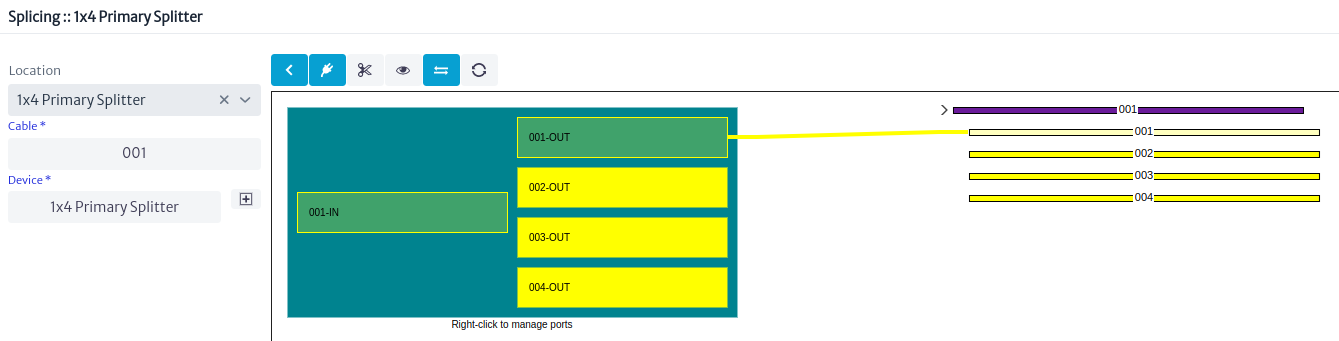 Splicing :: 1x4 Primary Splitter
Location
1x4 Primary Splitter
Cable *
001
Device *
1x4 Primary Splitter
001-IN
001-OUT
002-OUT
003-OUT
004-OUT
Right-click to manage ports
001
001
002
003
004